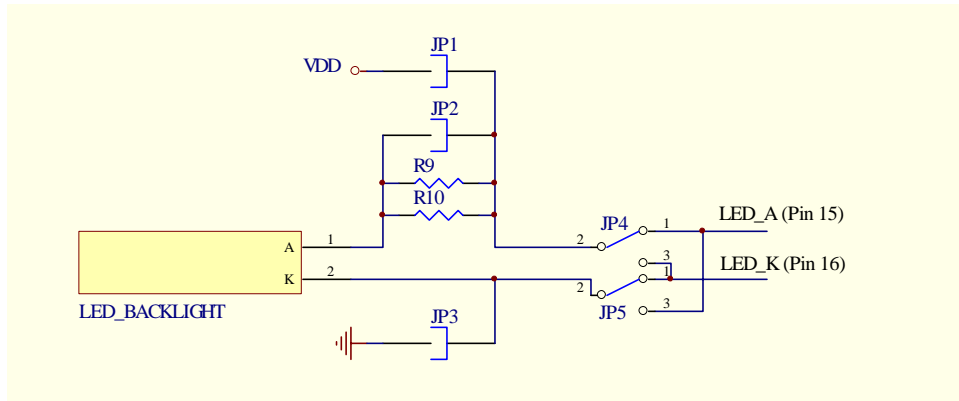 JP1
VDD
JP2
R9
R10
LED_A (Pin 15)
JP4
1
2
A
1
3
LED_K (Pin 16)
1
K
2
2
3
JP5
LED_BACKLIGHT
JP3